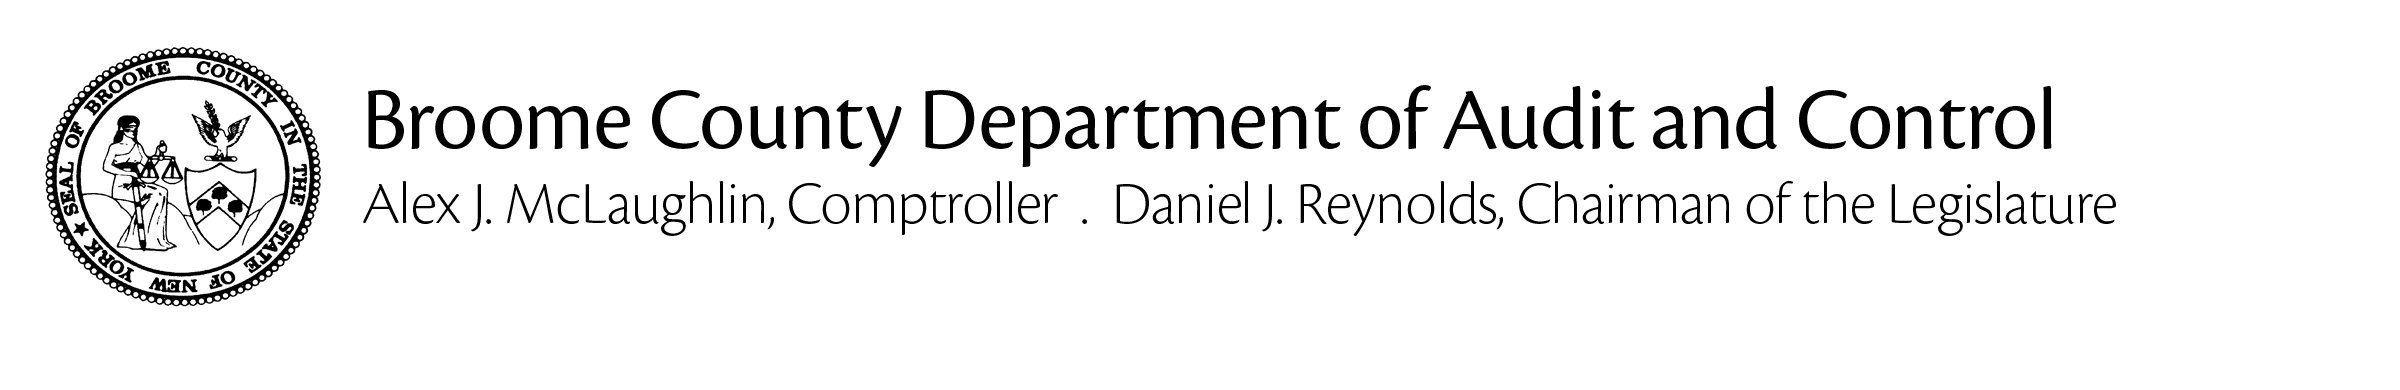 ★ SEAL OF BROOME COUNTY IN THE STATE OF NEW YORK
Broome County Department of Audit and Control
Alex J. McLaughlin, Comptroller . Daniel J. Reynolds, Chairman of the Legislature